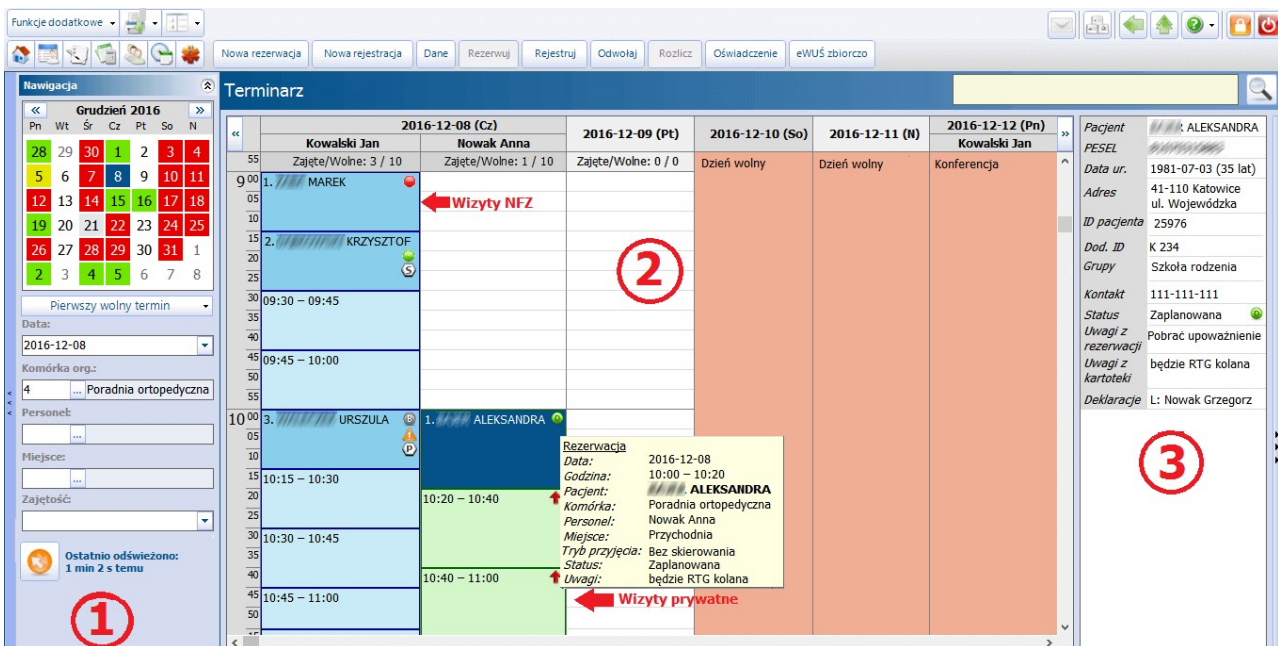 Funkcje dodatkowe
Nowa rezerwacja Nowa rejestracja Dane Rezerwuj Rejestruj Odwołaj Rozlicz Oświadczenie eWUŚ zbiorczo
Nawigacja
« Grudzień 2016 »
Pn Wt Śr Cz Pt So N
28 29 30 1 2 3 4
5 6 7 8 9 10 11
12 13 14 15 16 17 18
19 20 21 22 23 24 25
26 27 28 29 30 31 1
2 3 4 5 6 7 8
Pierwszy wolny termin
Data:
2016-12-08
Komórka org.:
4 ... Poradnia ortopedyczna
Personel:
...
Miejsce:
...
Zajętość:
Ostatnio odświeżono:
1 min 2 s temu
1
Terminarz
« 2016-12-08 (Cz) 2016-12-09 (Pt) 2016-12-10 (So) 2016-12-11 (N) 2016-12-12 (Pn) »
Kowalski Jan Nowak Anna Kowalski Jan
Zajęte/Wolne: 3 / 10 Zajęte/Wolne: 1 / 10 Zajęte/Wolne: 0 / 0 Dzień wolny Dzień wolny Konferencja
55
9 00 1. MAREK
05 Wizyty NFZ
10
15 2. KRZYSZTOF
20
25 S
2
30 09:30 – 09:45
35
40
45 09:45 – 10:00
50
55
10 00 3. URSZULA B 1. ALEKSANDRA
05
10 P
15 10:15 – 10:30
20 10:20 – 10:40
25
30 10:30 – 10:45
35
40 10:40 – 11:00
45 10:45 – 11:00
50
15
Rezerwacja
Data: 2016-12-08
Godzina: 10:00 – 10:20
Pacjent: ALEKSANDRA
Komórka: Poradnia ortopedyczna
Personel: Nowak Anna
Miejsce: Przychodnia
Tryb przyjęcia: Bez skierowania
Status: Zaplanowana
Uwagi: będzie RTG kolana
Wizyty prywatne
Pacjent ALEKSANDRA
PESEL
Data ur. 1981-07-03 (35 lat)
Adres 41-110 Katowice
ul. Wojewódzka
ID pacjenta 25976
Dod. ID K 234
Grupy Szkoła rodzenia
Kontakt 111-111-111
Status Zaplanowana
Uwagi z
rezerwacji Pobrać upoważnienie
Uwagi z
kartoteki będzie RTG kolana
Deklaracje L: Nowak Grzegorz
3